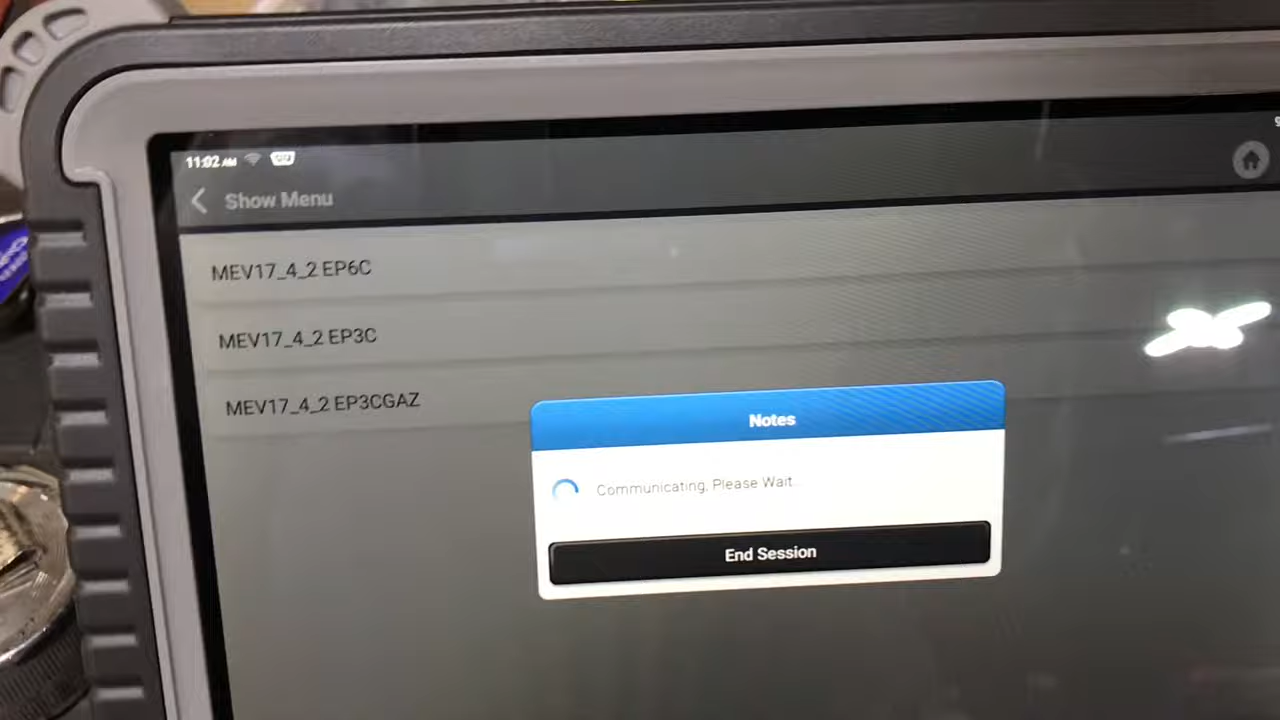 11:02 AM
Show Menu
MEV17_4_2 EP6C
MEV17_4_2 EP3C
MEV17_4_2 EP3CGAZ
Notes
Communicating, Please Wait..
End Session